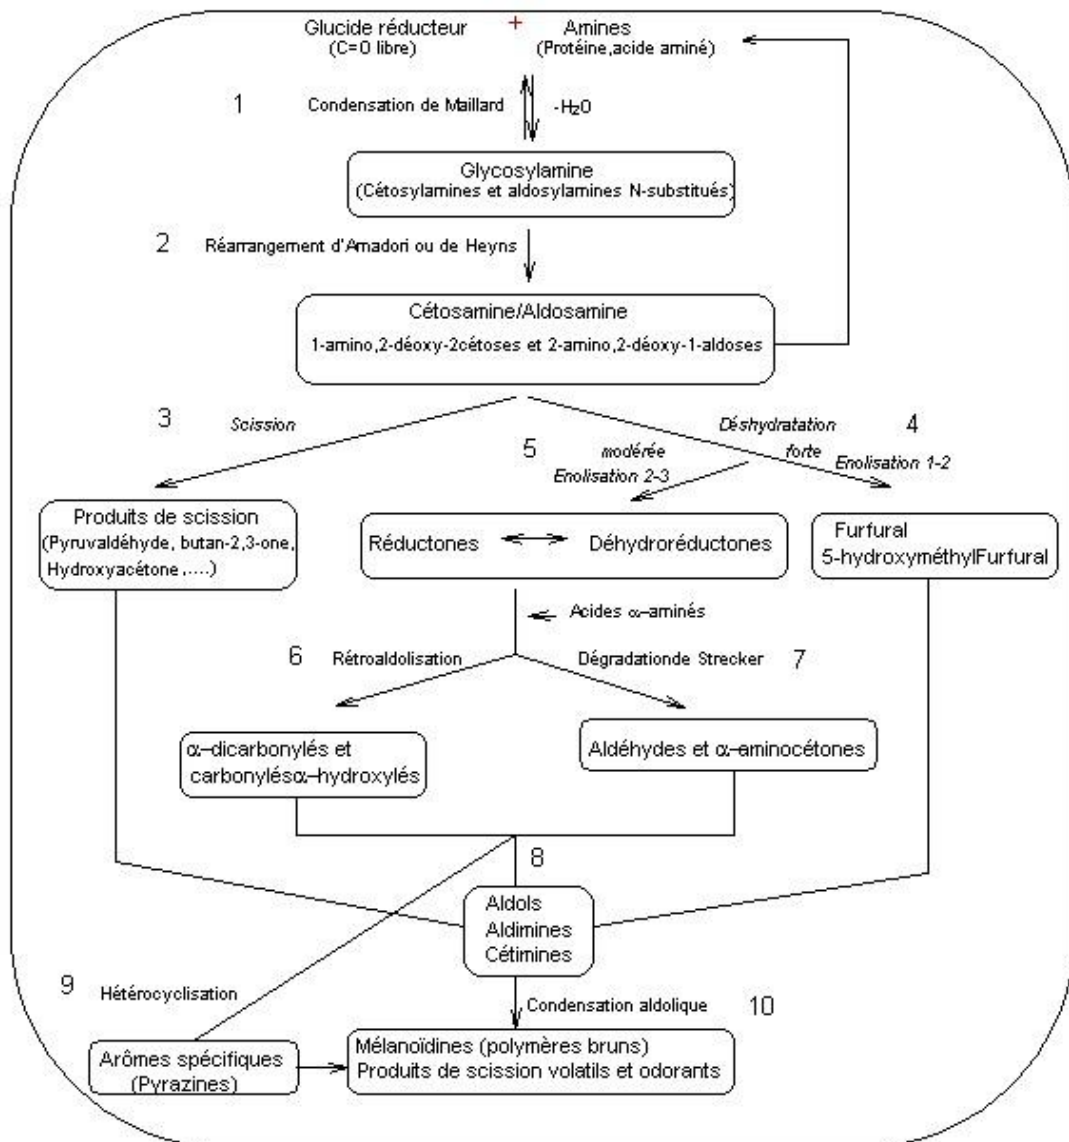 Glucide réducteur + Amines
(C=O libre) (Protéine,acide aminé)
1 Condensation de Maillard -H₂O
Glycosylamine
(Cétosylamines et aldosylamines N-substitués)
2 Réarrangement d'Amadori ou de Heyns
Cétosamine/Aldosamine
1-amino,2-déoxy-2cétoses et 2-amino,2-déoxy-1-aldoses
3 Scission
Déshydratation 4
5 modérée forte
Enolisation 2-3 Enolisation 1-2
Produits de scission
(Pyruvaldéhyde, butan-2,3-one,
Hydroxyacétone,....)
Réductones Déhydroréductones
Furfural
5-hydroxyméthylFurfural
Acides α-aminés
6 Rétroaldolisation Dégradationde Strecker 7
α-dicarbonylés et
carbonylésα-hydroxylés
Aldéhydes et α-aminocétones
8
Aldols
Aldimines
Cétimines
9 Hétérocyclisation
Condensation aldolique 10
Arômes spécifiques
(Pyrazines)
Mélanoïdines (polymères bruns)
Produits de scission volatils et odorants